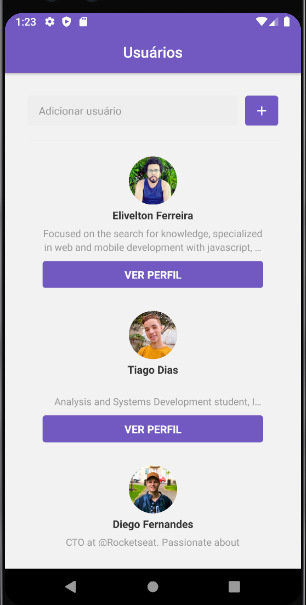 1:23
Usuários
Adicionar usuário
+
Elivelton Ferreira
Focused on the search for knowledge, specialized
in web and mobile development with javascript, ...
VER PERFIL
Tiago Dias
Analysis and Systems Development student, I...
VER PERFIL
Diego Fernandes
CTO at @Rocketseat. Passionate about